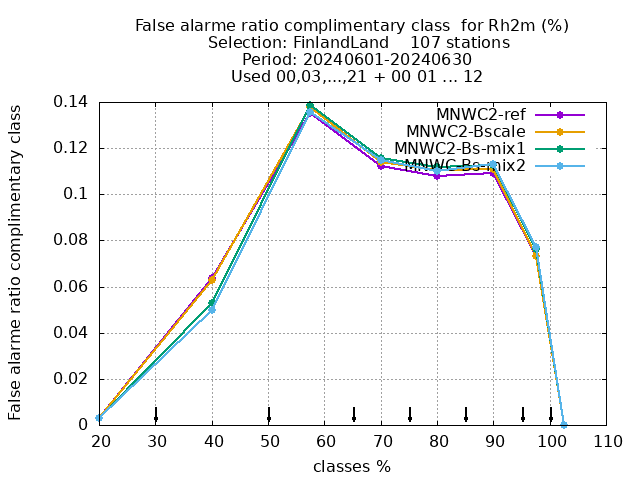 False alarme ratio complimentary class  for Rh2m (%)
Selection: FinlandLand    107 stations
Period: 20240601-20240630
Used 00,03,...,21 + 00 01 ... 12
False alarme ratio complimentary class
0.14
0.12
0.1
0.08
0.06
0.04
0.02
0
MNWC2-ref
MNWC2-Bscale
MNWC2-Bs-mix1
MNWC-Bs-mix2
20 30 40 50 60 70 80 90 100 110
classes %